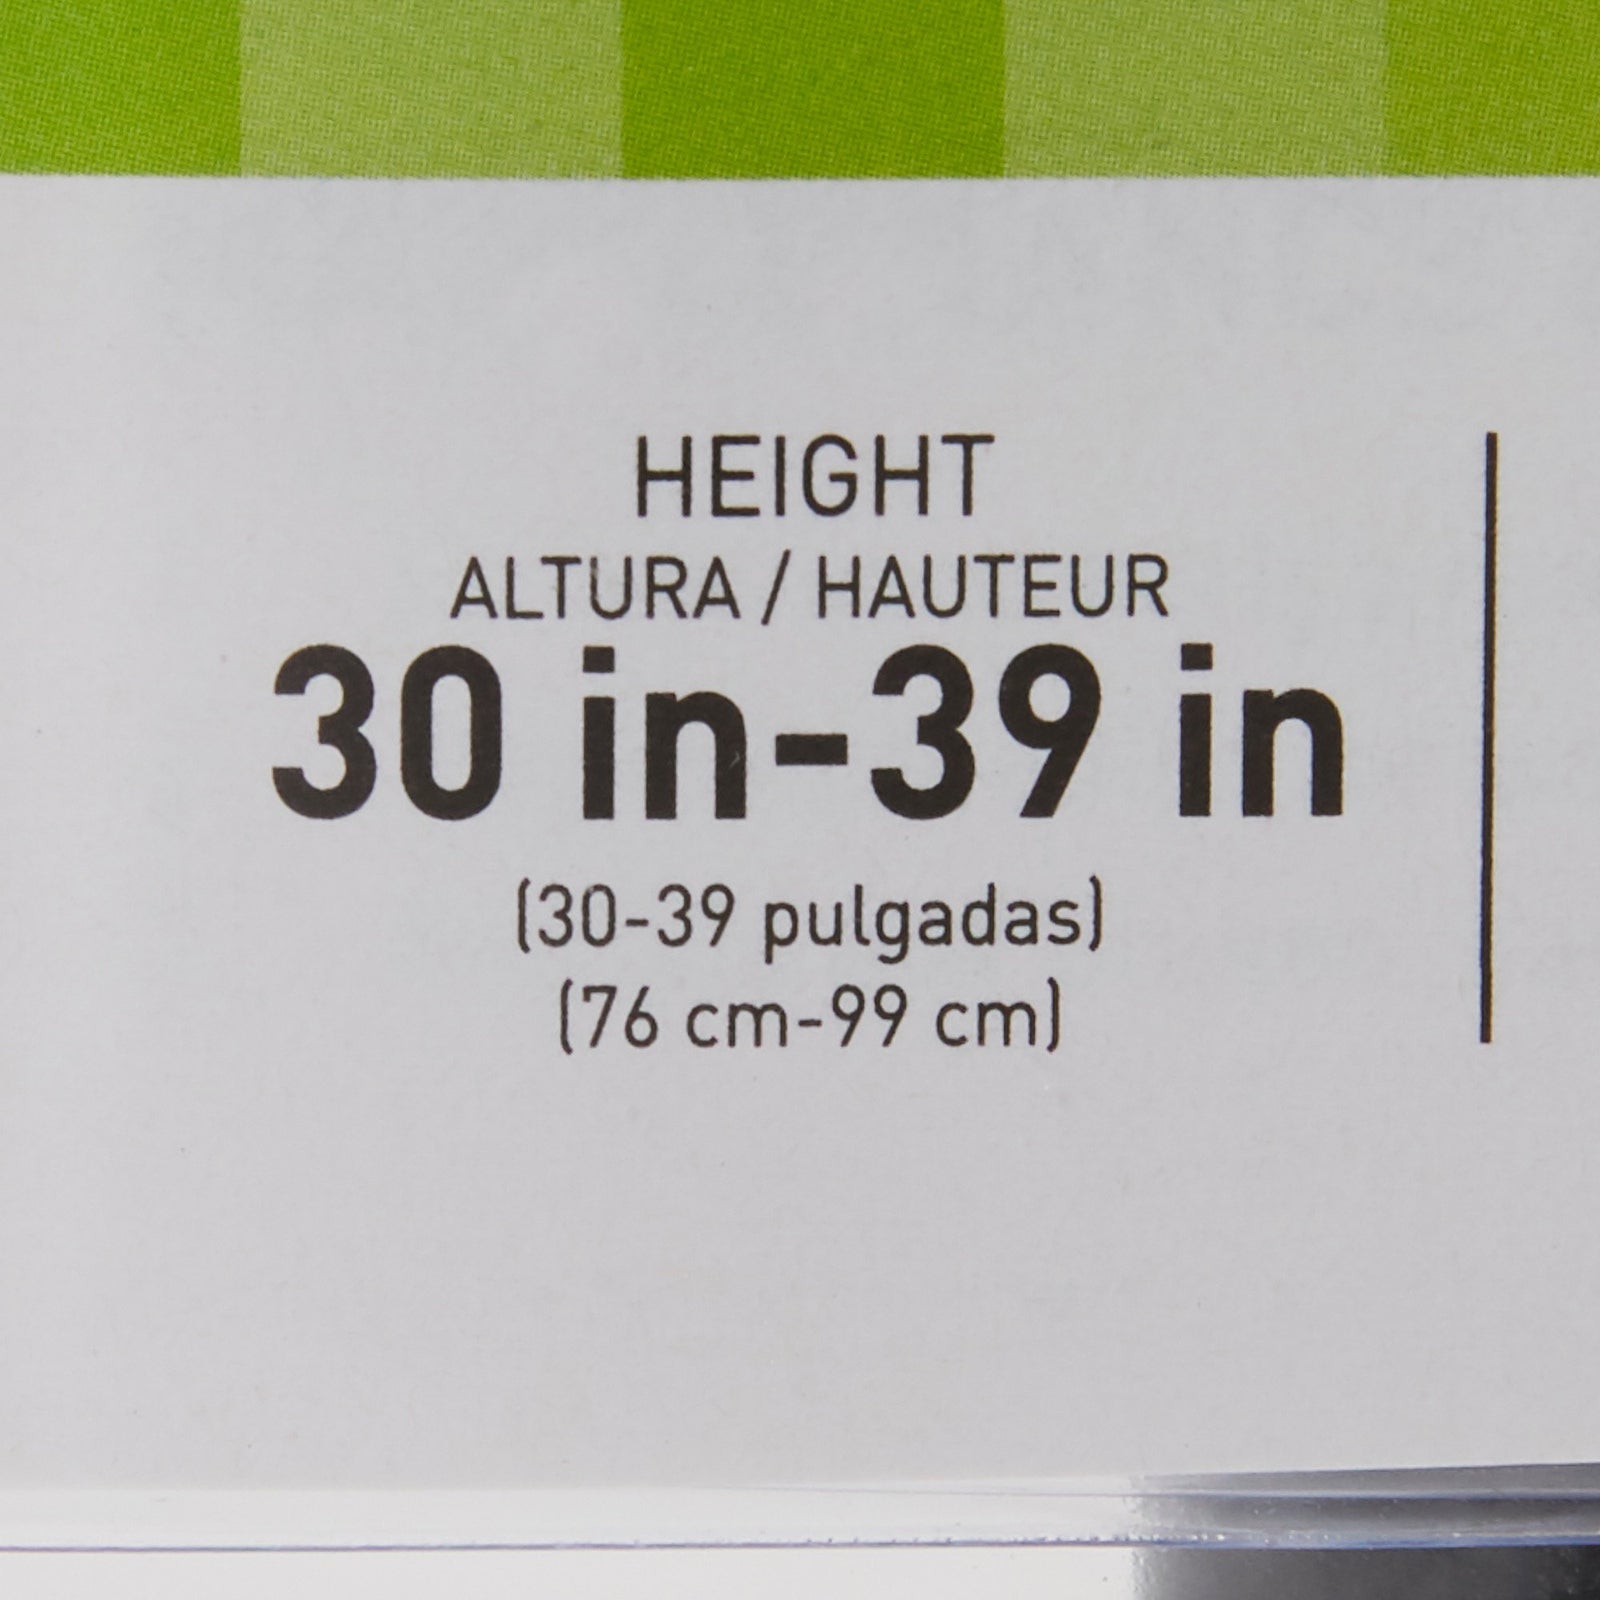 HEIGHT
ALTURA / HAUTEUR
30 in-39 in
(30-39 pulgadas)
(76 cm-99 cm)